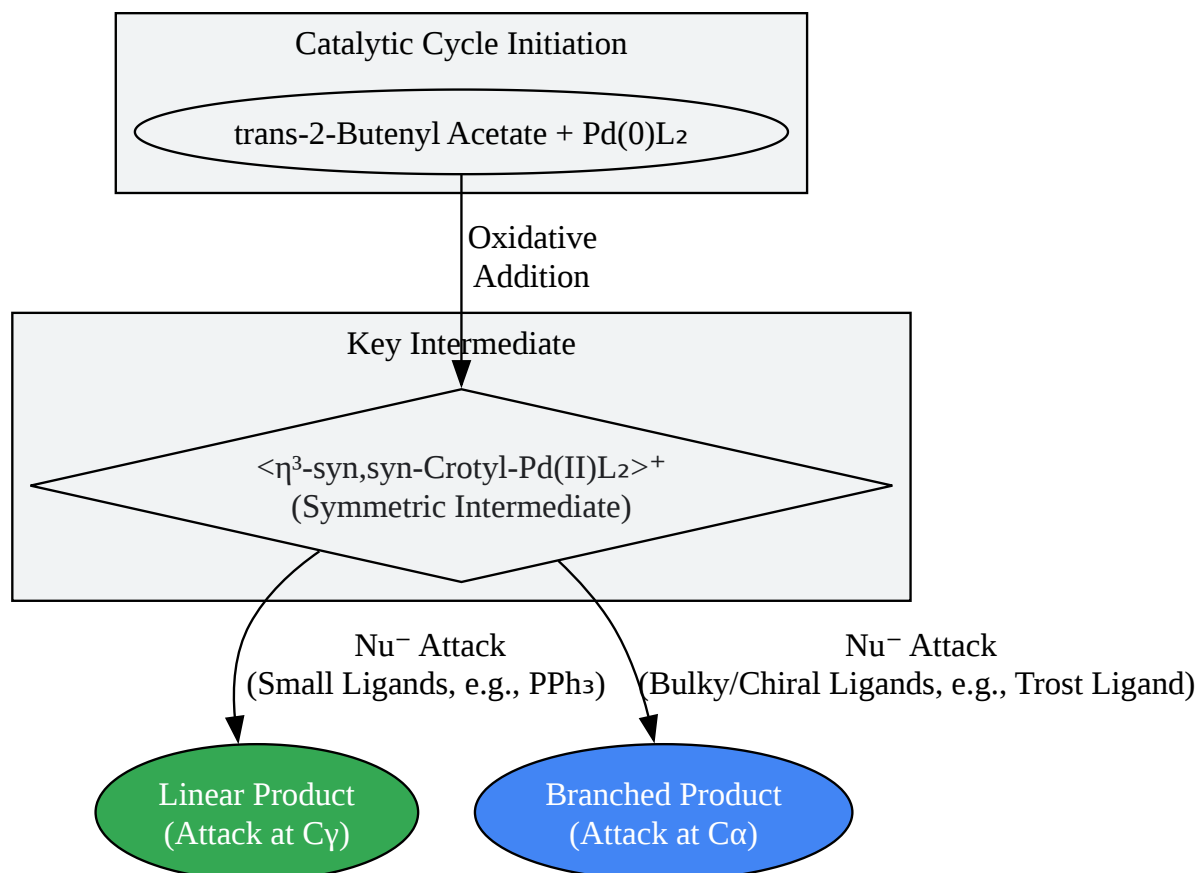 Catalytic Cycle Initiation
trans-2-Butenyl Acetate + Pd(0)L₂
Oxidative
Addition
Key Intermediate
<η³-syn,syn-Crotyl-Pd(II)L₂>⁺
(Symmetric Intermediate)
Nu⁻ Attack
(Small Ligands, e.g., PPh₃)
Nu⁻ Attack
(Bulky/Chiral Ligands, e.g., Trost Ligand)
Linear Product
(Attack at Cγ)
Branched Product
(Attack at Cα)